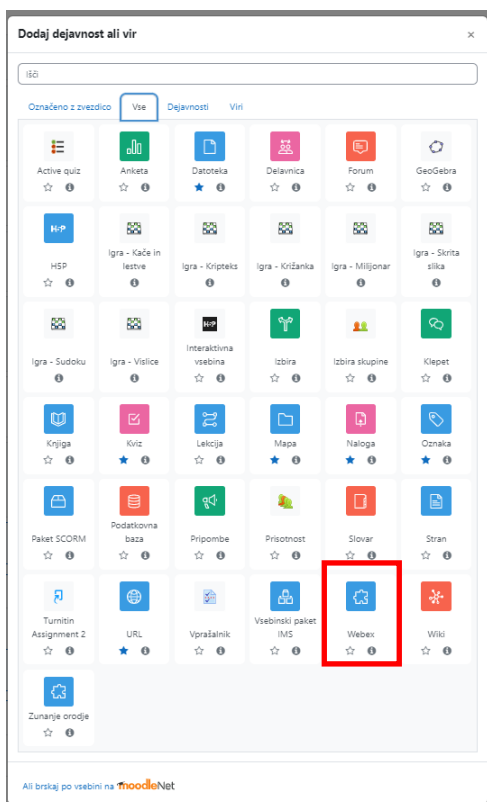 Dodaj dejavnost ali vir ×
Išči
Označeno z zvezdico Vse Dejavnosti Viri
Active quiz
Anketa
Datoteka
Delavnica
Forum
GeoGebra
H-P
H5P
Igra - Kače in
lestve
Igra - Kripteks
Igra - Križanka
Igra - Milijonar
Igra - Skrita
slika
Igra - Sudoku
Igra - Vislice
H-P
Interaktivna
vsebina
Izbira
Izbira skupine
Klepet
Knjiga
Kviz
Lekcija
Mapa
Naloga
Oznaka
Paket SCORM
Podatkovna
baza
Pripombe
Prisotnost
Slovar
Stran
Turnitin
Assignment 2
URL
Vprašalnik
Vsebinski paket
IMS
Webex
Wiki
Zunanje orodje
Ali brskaj po vsebini na moodleNet